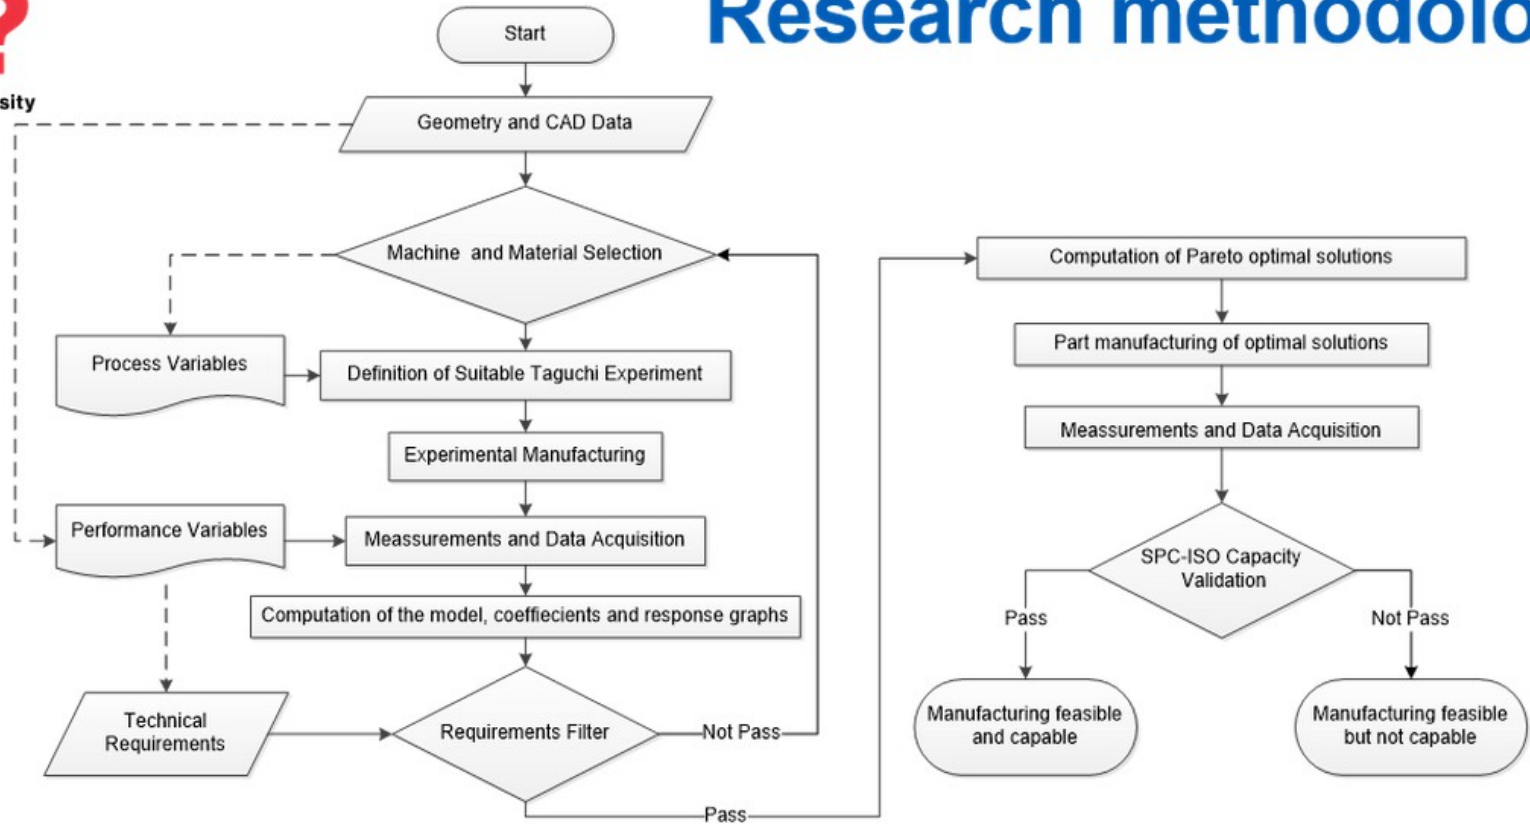 ?
Research methodolo
sity
Start
Geometry and CAD Data
Machine and Material Selection
Process Variables
Definition of Suitable Taguchi Experiment
Experimental Manufacturing
Performance Variables
Meassurements and Data Acquisition
Computation of the model, coeffiecients and response graphs
Technical
Requirements
Requirements Filter
Not Pass
Pass
Computation of Pareto optimal solutions
Part manufacturing of optimal solutions
Meassurements and Data Acquisition
SPC-ISO Capacity
Validation
Pass
Not Pass
Manufacturing feasible
and capable
Manufacturing feasible
but not capable